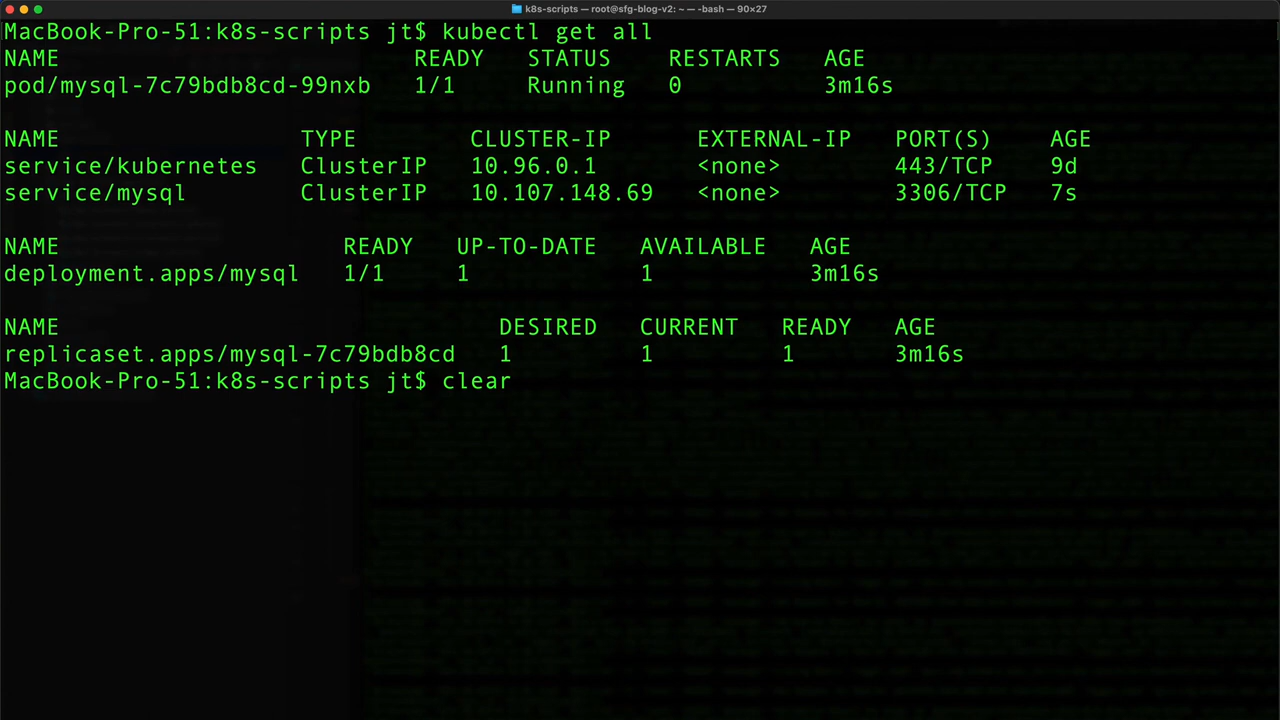 k8s-scripts — root@sfg-blog-v2: ~ — -bash — 90×27
MacBook-Pro-51:k8s-scripts jt$ kubectl get all
NAME READY STATUS RESTARTS AGE
pod/mysql-7c79bdb8cd-99nxb 1/1 Running 0 3m16s
NAME TYPE CLUSTER-IP EXTERNAL-IP PORT(S) AGE
service/kubernetes ClusterIP 10.96.0.1 <none> 443/TCP 9d
service/mysql ClusterIP 10.107.148.69 <none> 3306/TCP 7s
NAME READY UP-TO-DATE AVAILABLE AGE
deployment.apps/mysql 1/1 1 1 3m16s
NAME DESIRED CURRENT READY AGE
replicaset.apps/mysql-7c79bdb8cd 1 1 1 3m16s
MacBook-Pro-51:k8s-scripts jt$ clear